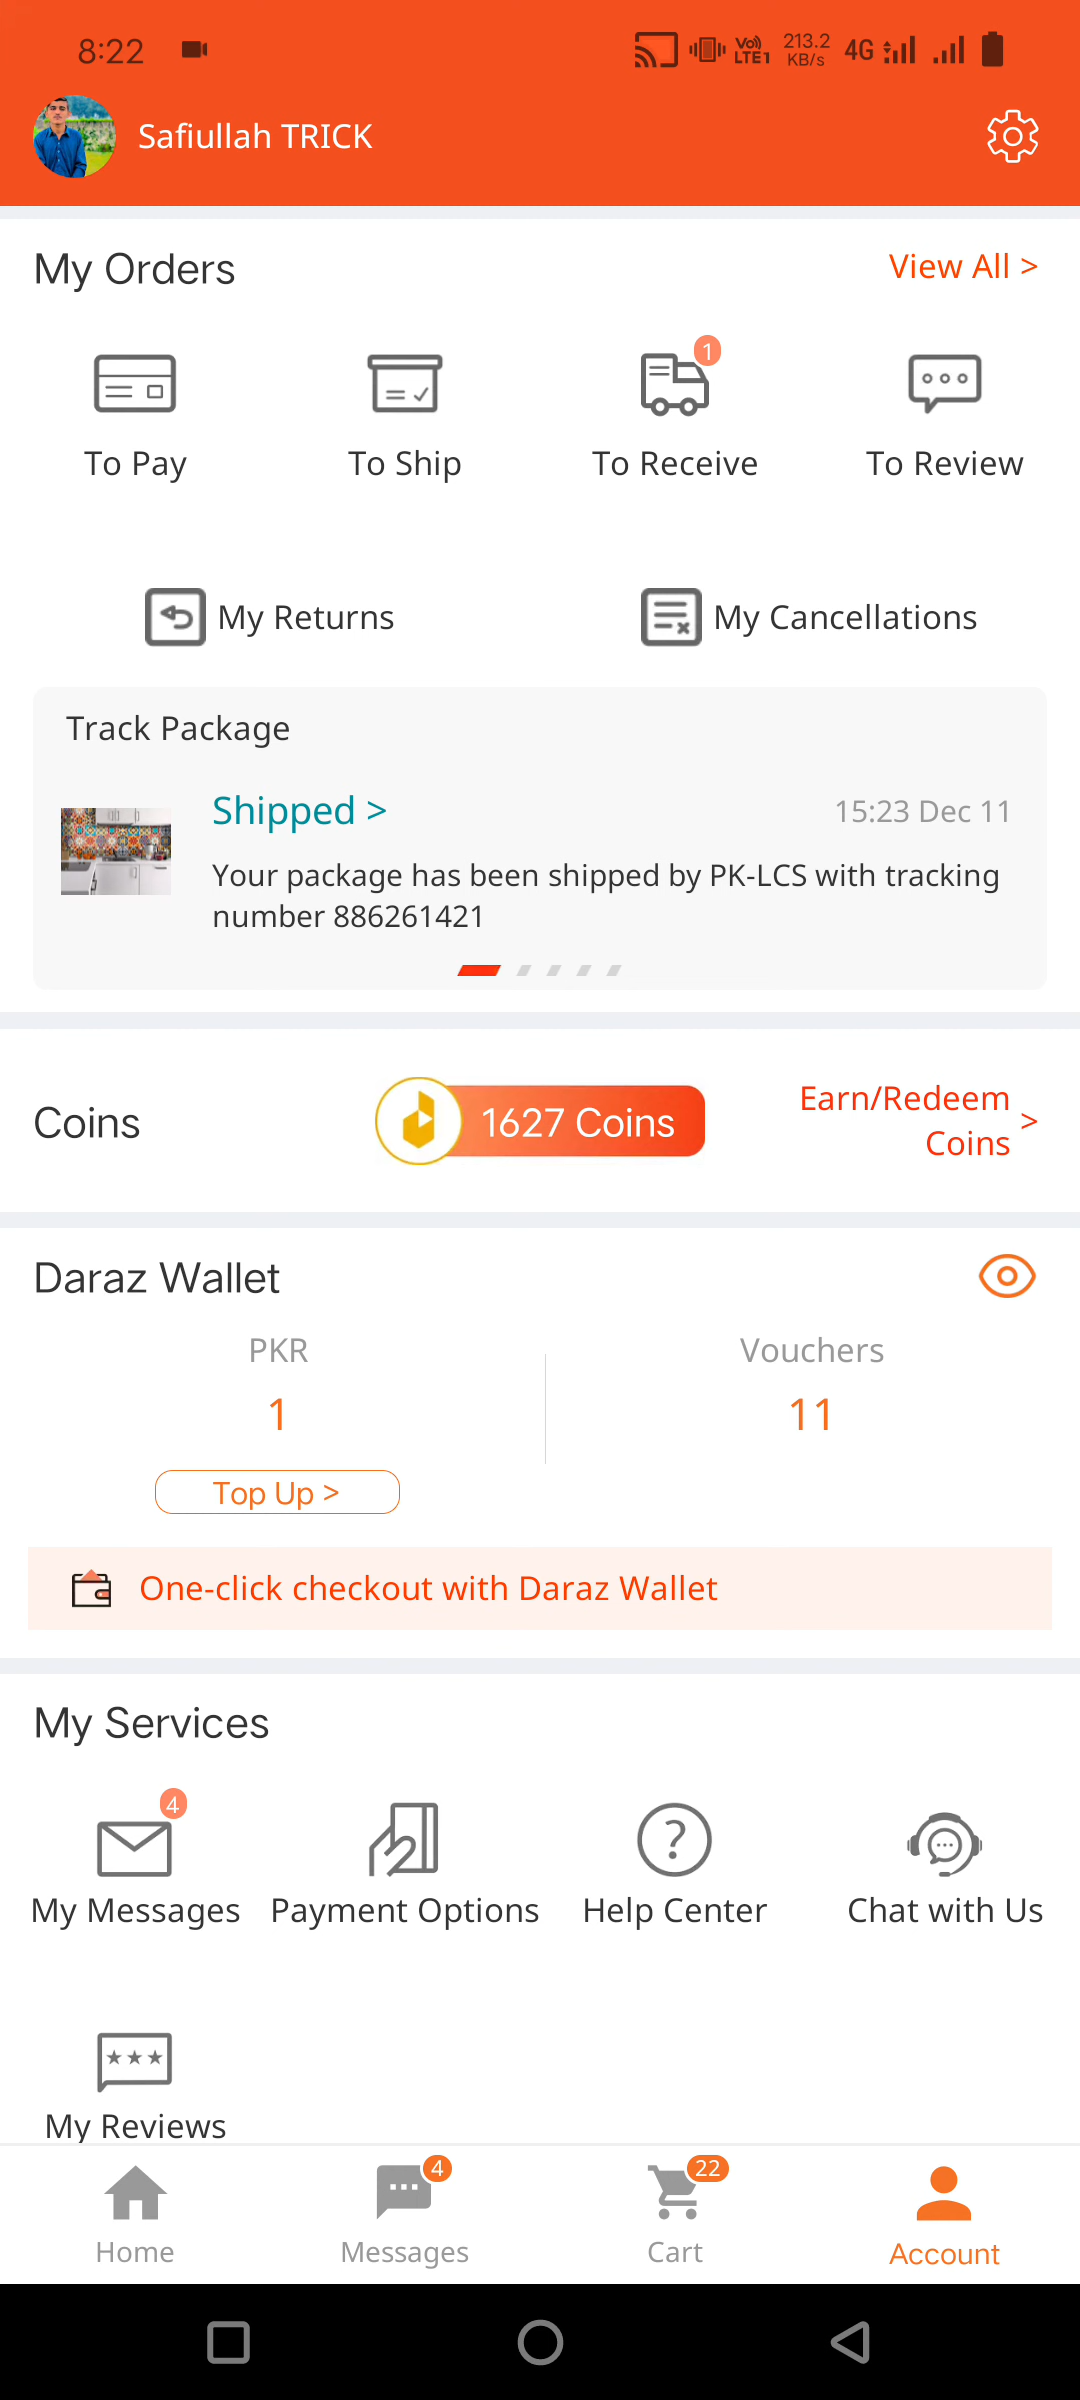 8:22
Vo)) LTE1
213.2 KB/s
4G
Safiullah TRICK
My Orders
View All >
1
To Pay
To Ship
To Receive
To Review
My Returns
My Cancellations
Track Package
Shipped >
15:23 Dec 11
Your package has been shipped by PK-LCS with tracking
number 886261421
Coins
1627 Coins
Earn/Redeem
Coins >
Daraz Wallet
PKR
Vouchers
1
11
Top Up >
One-click checkout with Daraz Wallet
My Services
4
My Messages
Payment Options
Help Center
Chat with Us
My Reviews
4
22
Home
Messages
Cart
Account